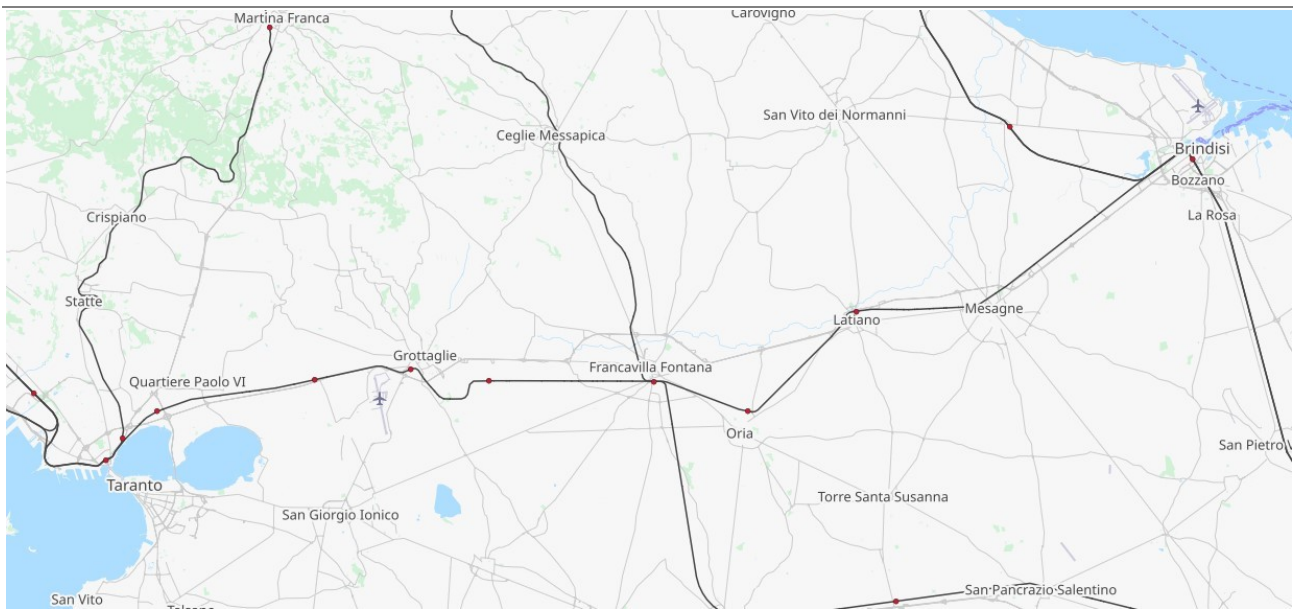 Martina Franca
Carovigno
San Vito dei Normanni
Ceglie Messapica
Brindisi
Bozzano
La Rosa
Crispiano
Statte
Mesagne
Latiano
Grottaglie
Francavilla Fontana
Quartiere Paolo VI
Oria
San Pietro V
Taranto
Torre Santa Susanna
San Giorgio Ionico
San Pancrazio Salentino
San Vito
Talsano